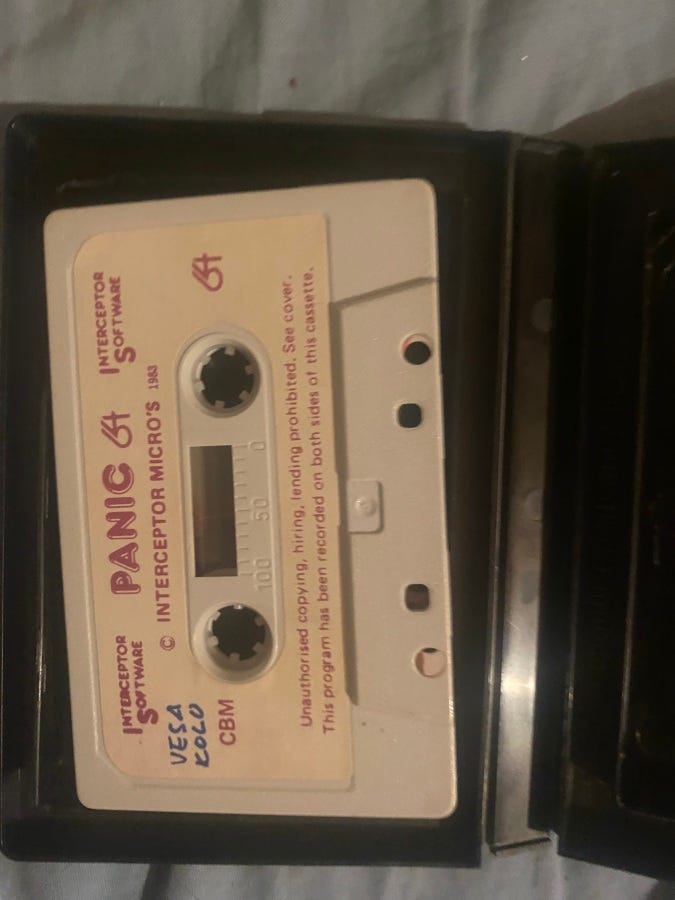 INTERCEPTOR SOFTWARE
PANIC 64
INTERCEPTOR SOFTWARE
© INTERCEPTOR MICRO'S 1983
VESA
KOLO
CBM
64
100 50 0
Unauthorised copying, hiring, lending prohibited. See cover.
This program has been recorded on both sides of this cassette.